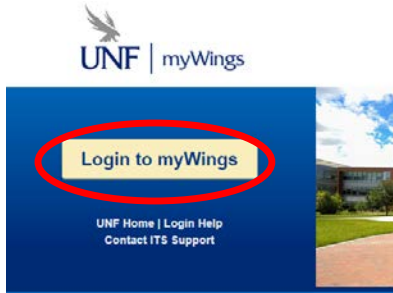 UNF | myWings
Login to myWings
UNF Home | Login Help
Contact ITS Support